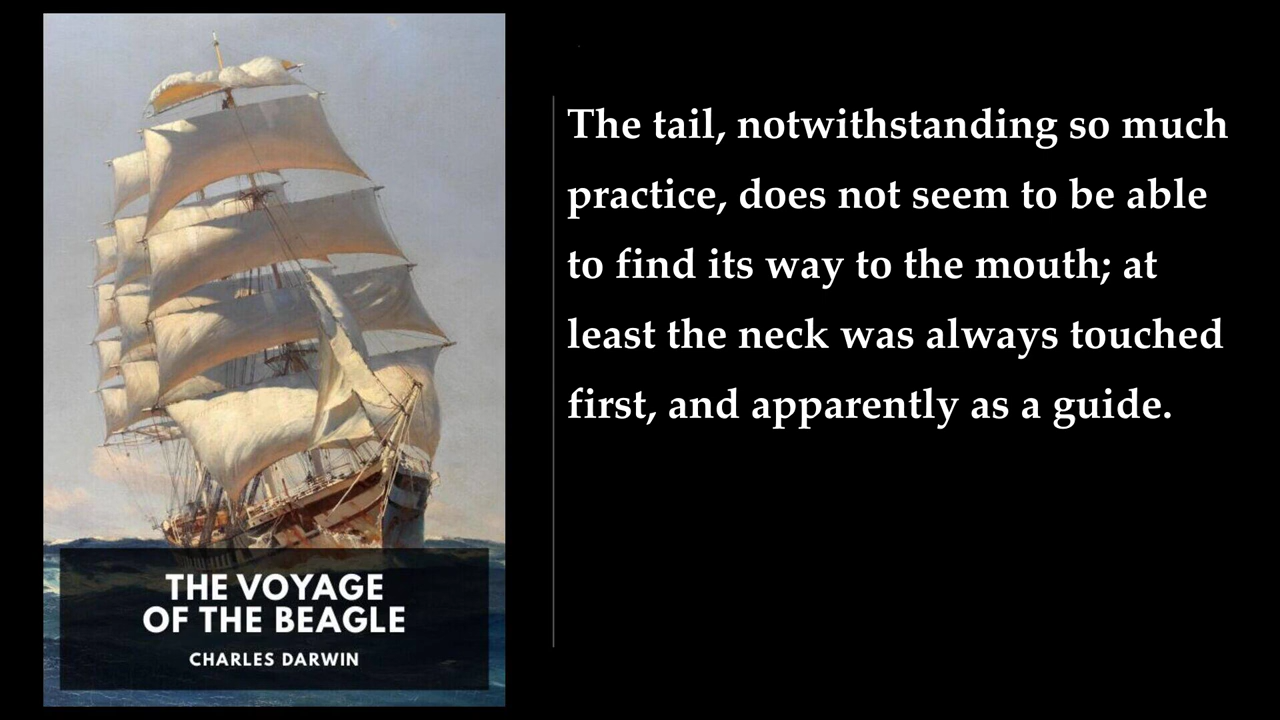 The tail, notwithstanding so much
practice, does not seem to be able
to find its way to the mouth; at
least the neck was always touched
first, and apparently as a guide.
THE VOYAGE
OF THE BEAGLE
CHARLES DARWIN